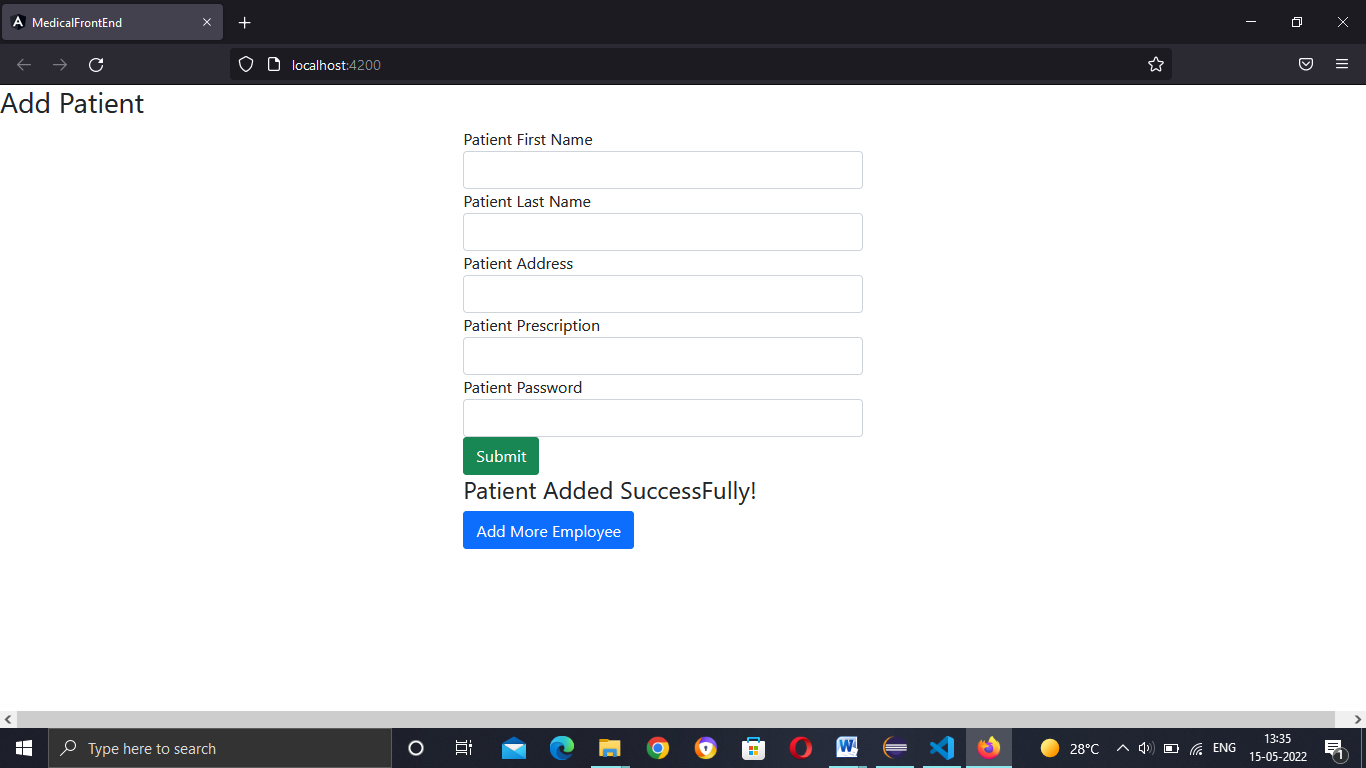 MedicalFrontEnd
localhost:4200
Add Patient
Patient First Name
Patient Last Name
Patient Address
Patient Prescription
Patient Password
Submit
Patient Added SuccessFully!
Add More Employee
Type here to search
28°C
ENG
13:35
15-05-2022
1